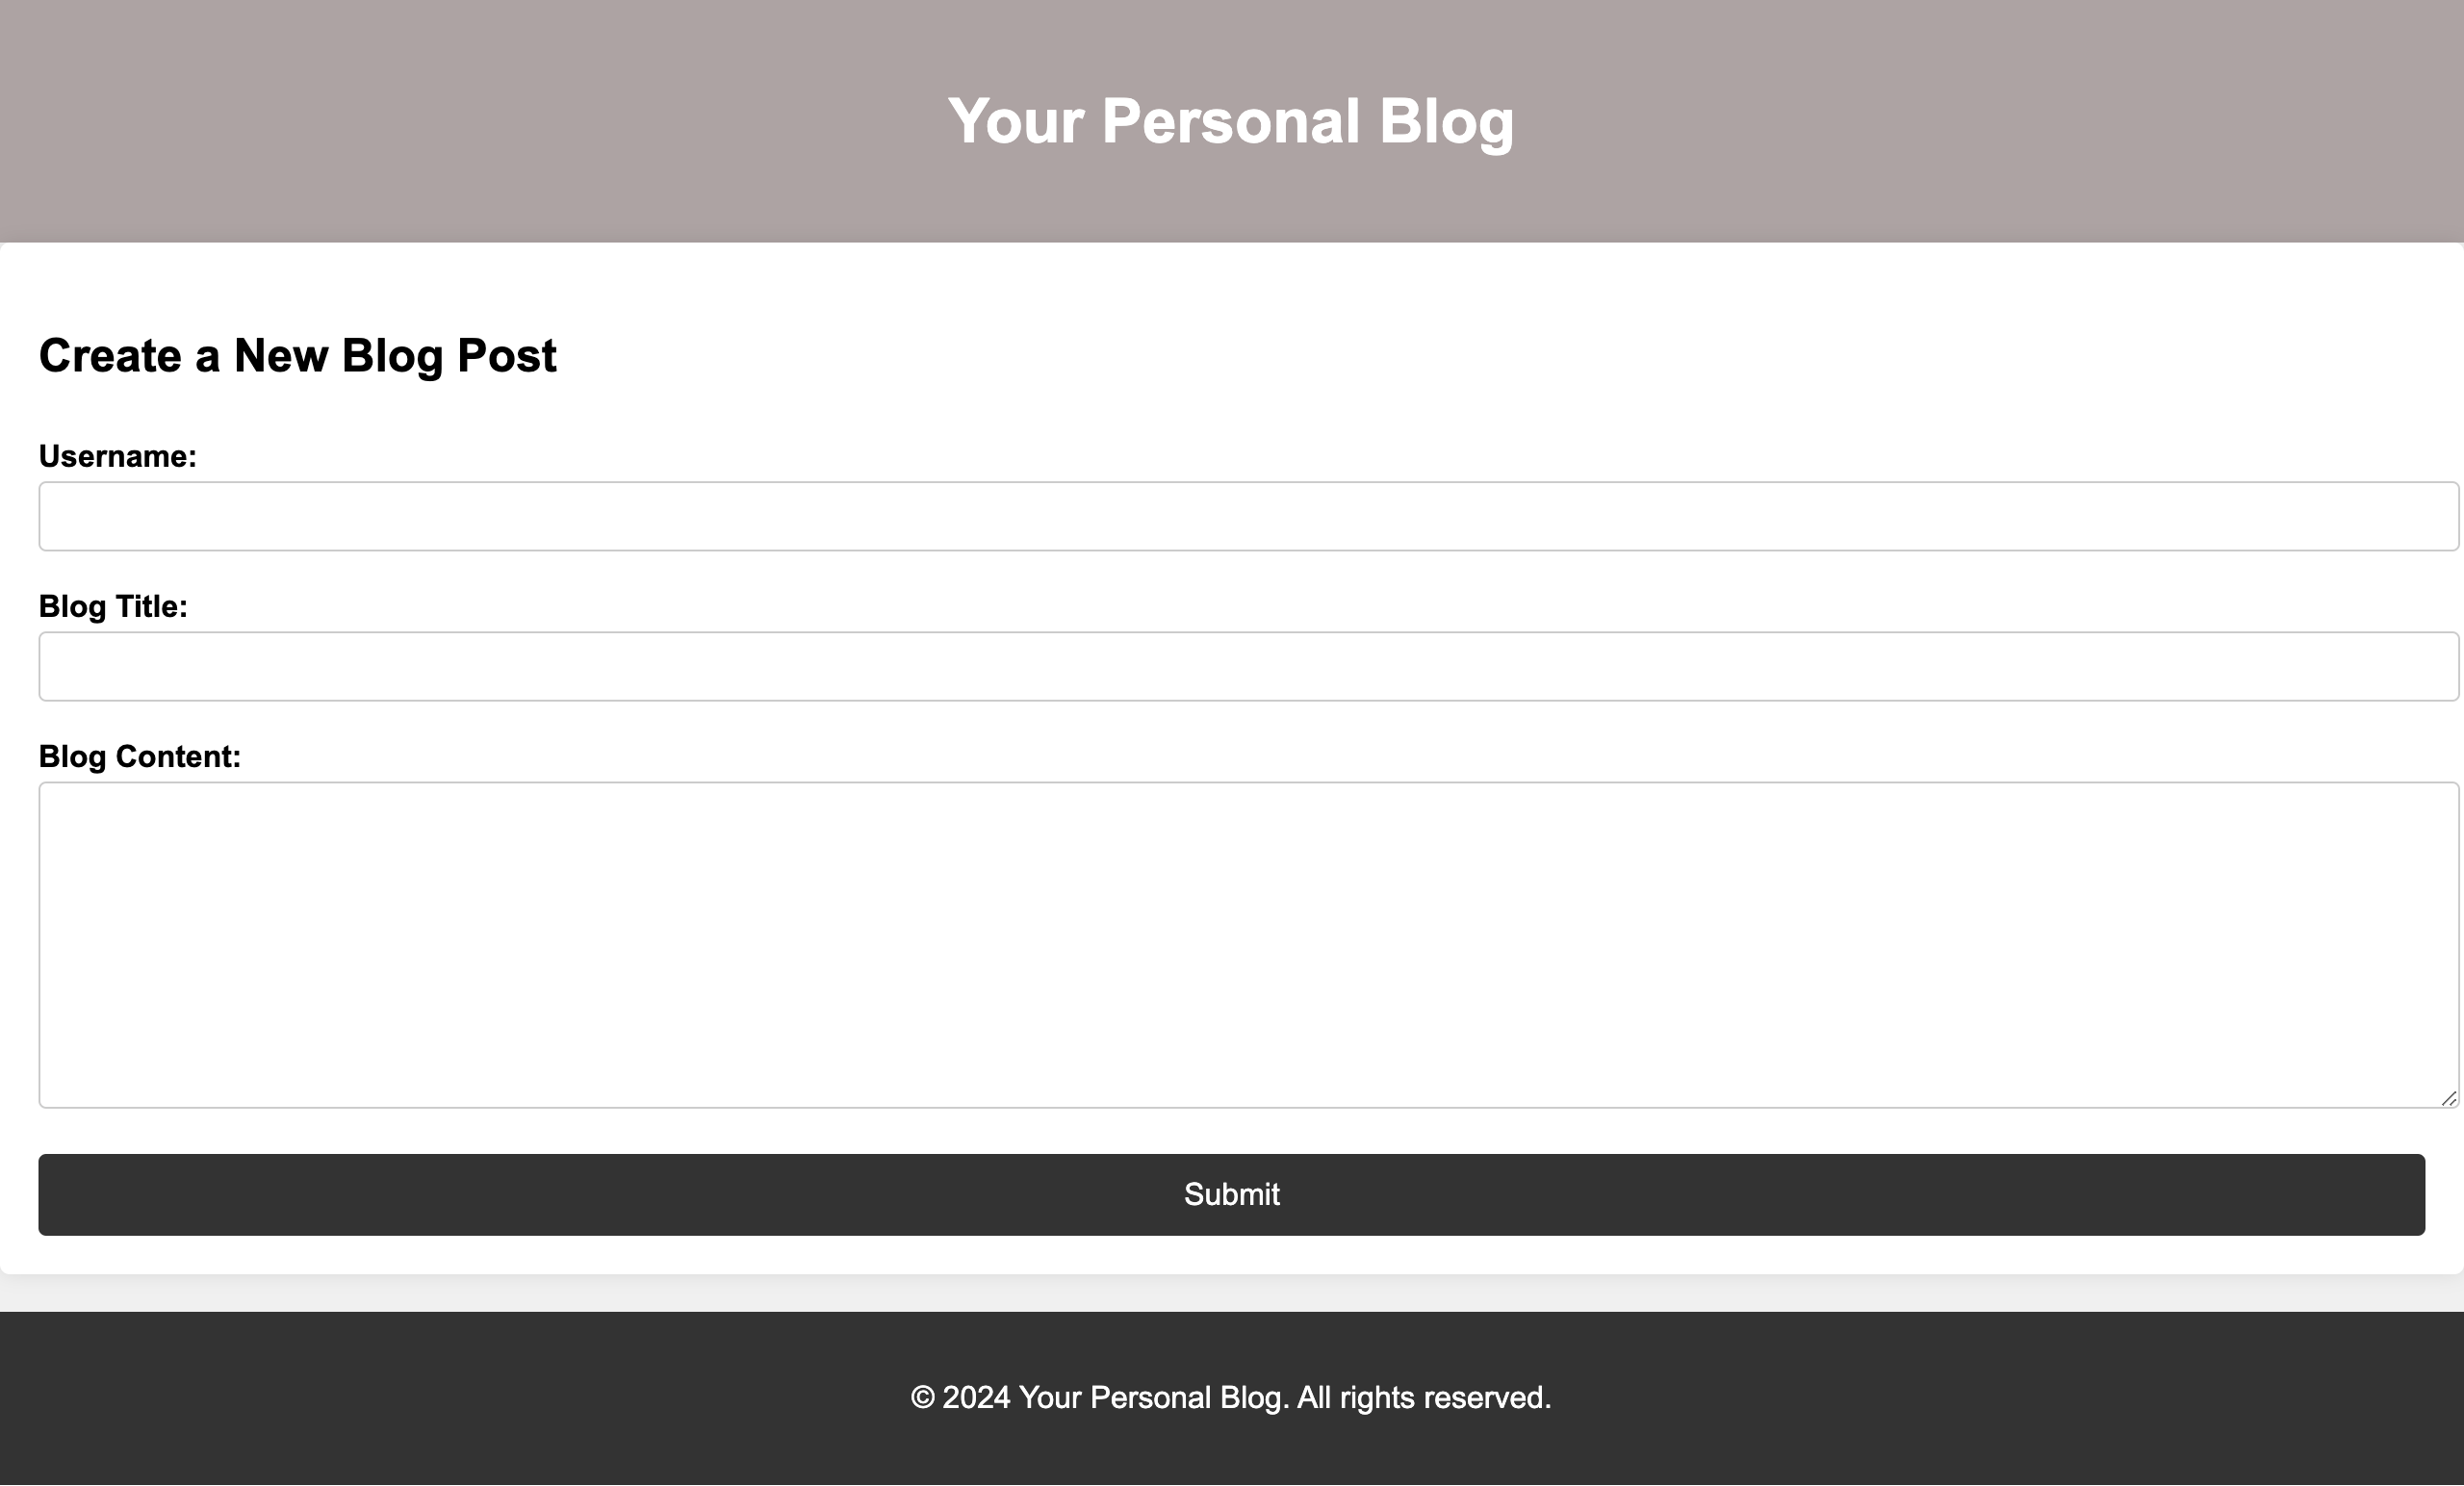 Your Personal Blog
Create a New Blog Post
Username:
Blog Title:
Blog Content:
Submit
© 2024 Your Personal Blog. All rights reserved.